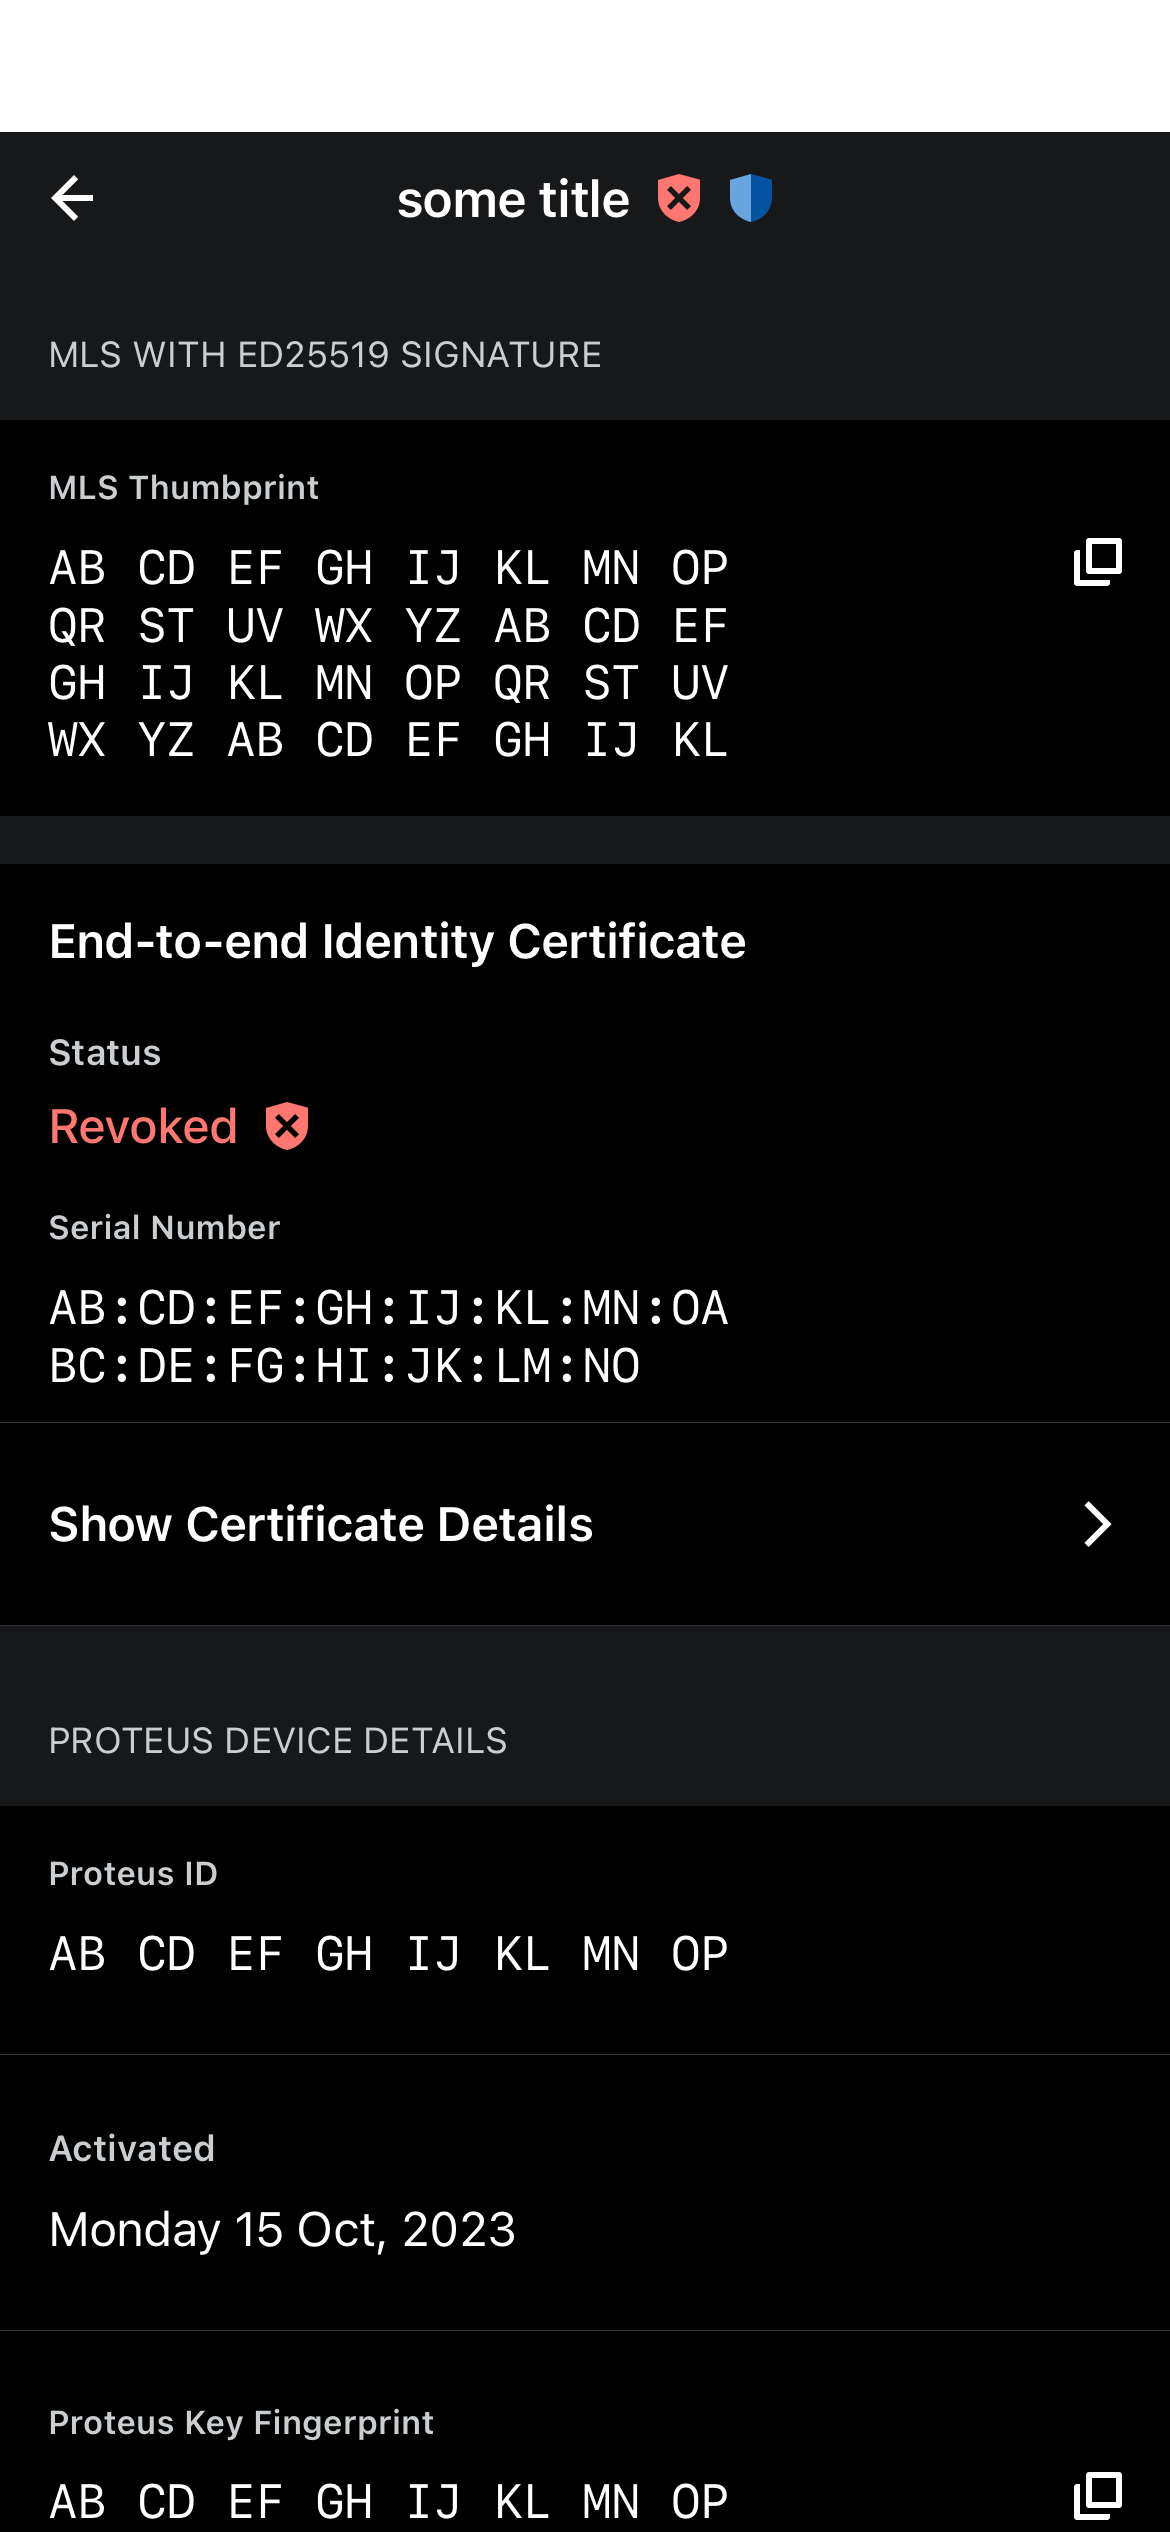 some title
MLS WITH ED25519 SIGNATURE
MLS Thumbprint
AB CD EF GH IJ KL MN OP
QR ST UV WX YZ AB CD EF
GH IJ KL MN OP QR ST UV
WX YZ AB CD EF GH IJ KL
End-to-end Identity Certificate
Status
Revoked
Serial Number
AB:CD:EF:GH:IJ:KL:MN:OA
BC:DE:FG:HI:JK:LM:NO
Show Certificate Details
PROTEUS DEVICE DETAILS
Proteus ID
AB CD EF GH IJ KL MN OP
Activated
Monday 15 Oct, 2023
Proteus Key Fingerprint
AB CD EF GH IJ KL MN OP